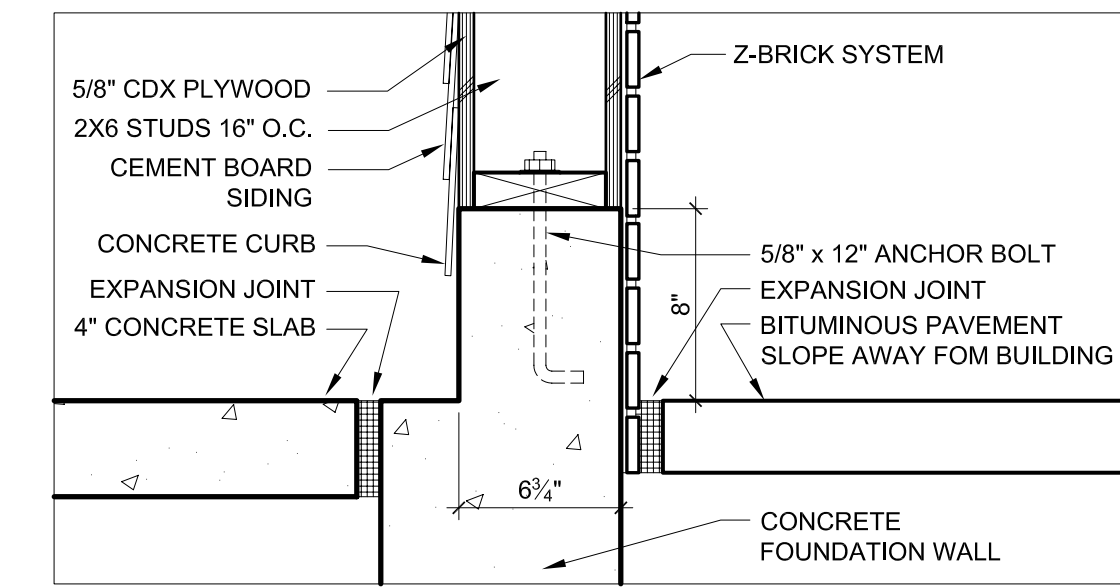 5/8" CDX PLYWOOD
2X6 STUDS 16" O.C.
CEMENT BOARD
SIDING
CONCRETE CURB
EXPANSION JOINT
4" CONCRETE SLAB
Z-BRICK SYSTEM
5/8" x 12" ANCHOR BOLT
EXPANSION JOINT
BITUMINOUS PAVEMENT
SLOPE AWAY FOM BUILDING
8"
6¾"
CONCRETE
FOUNDATION WALL